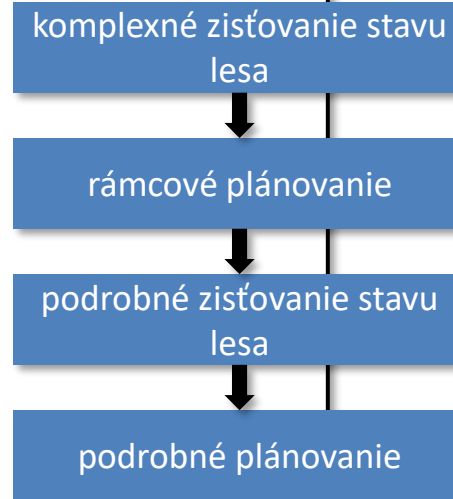 komplexné zisťovanie stavu
lesa
rámcové plánovanie
podrobné zisťovanie stavu
lesa
podrobné plánovanie